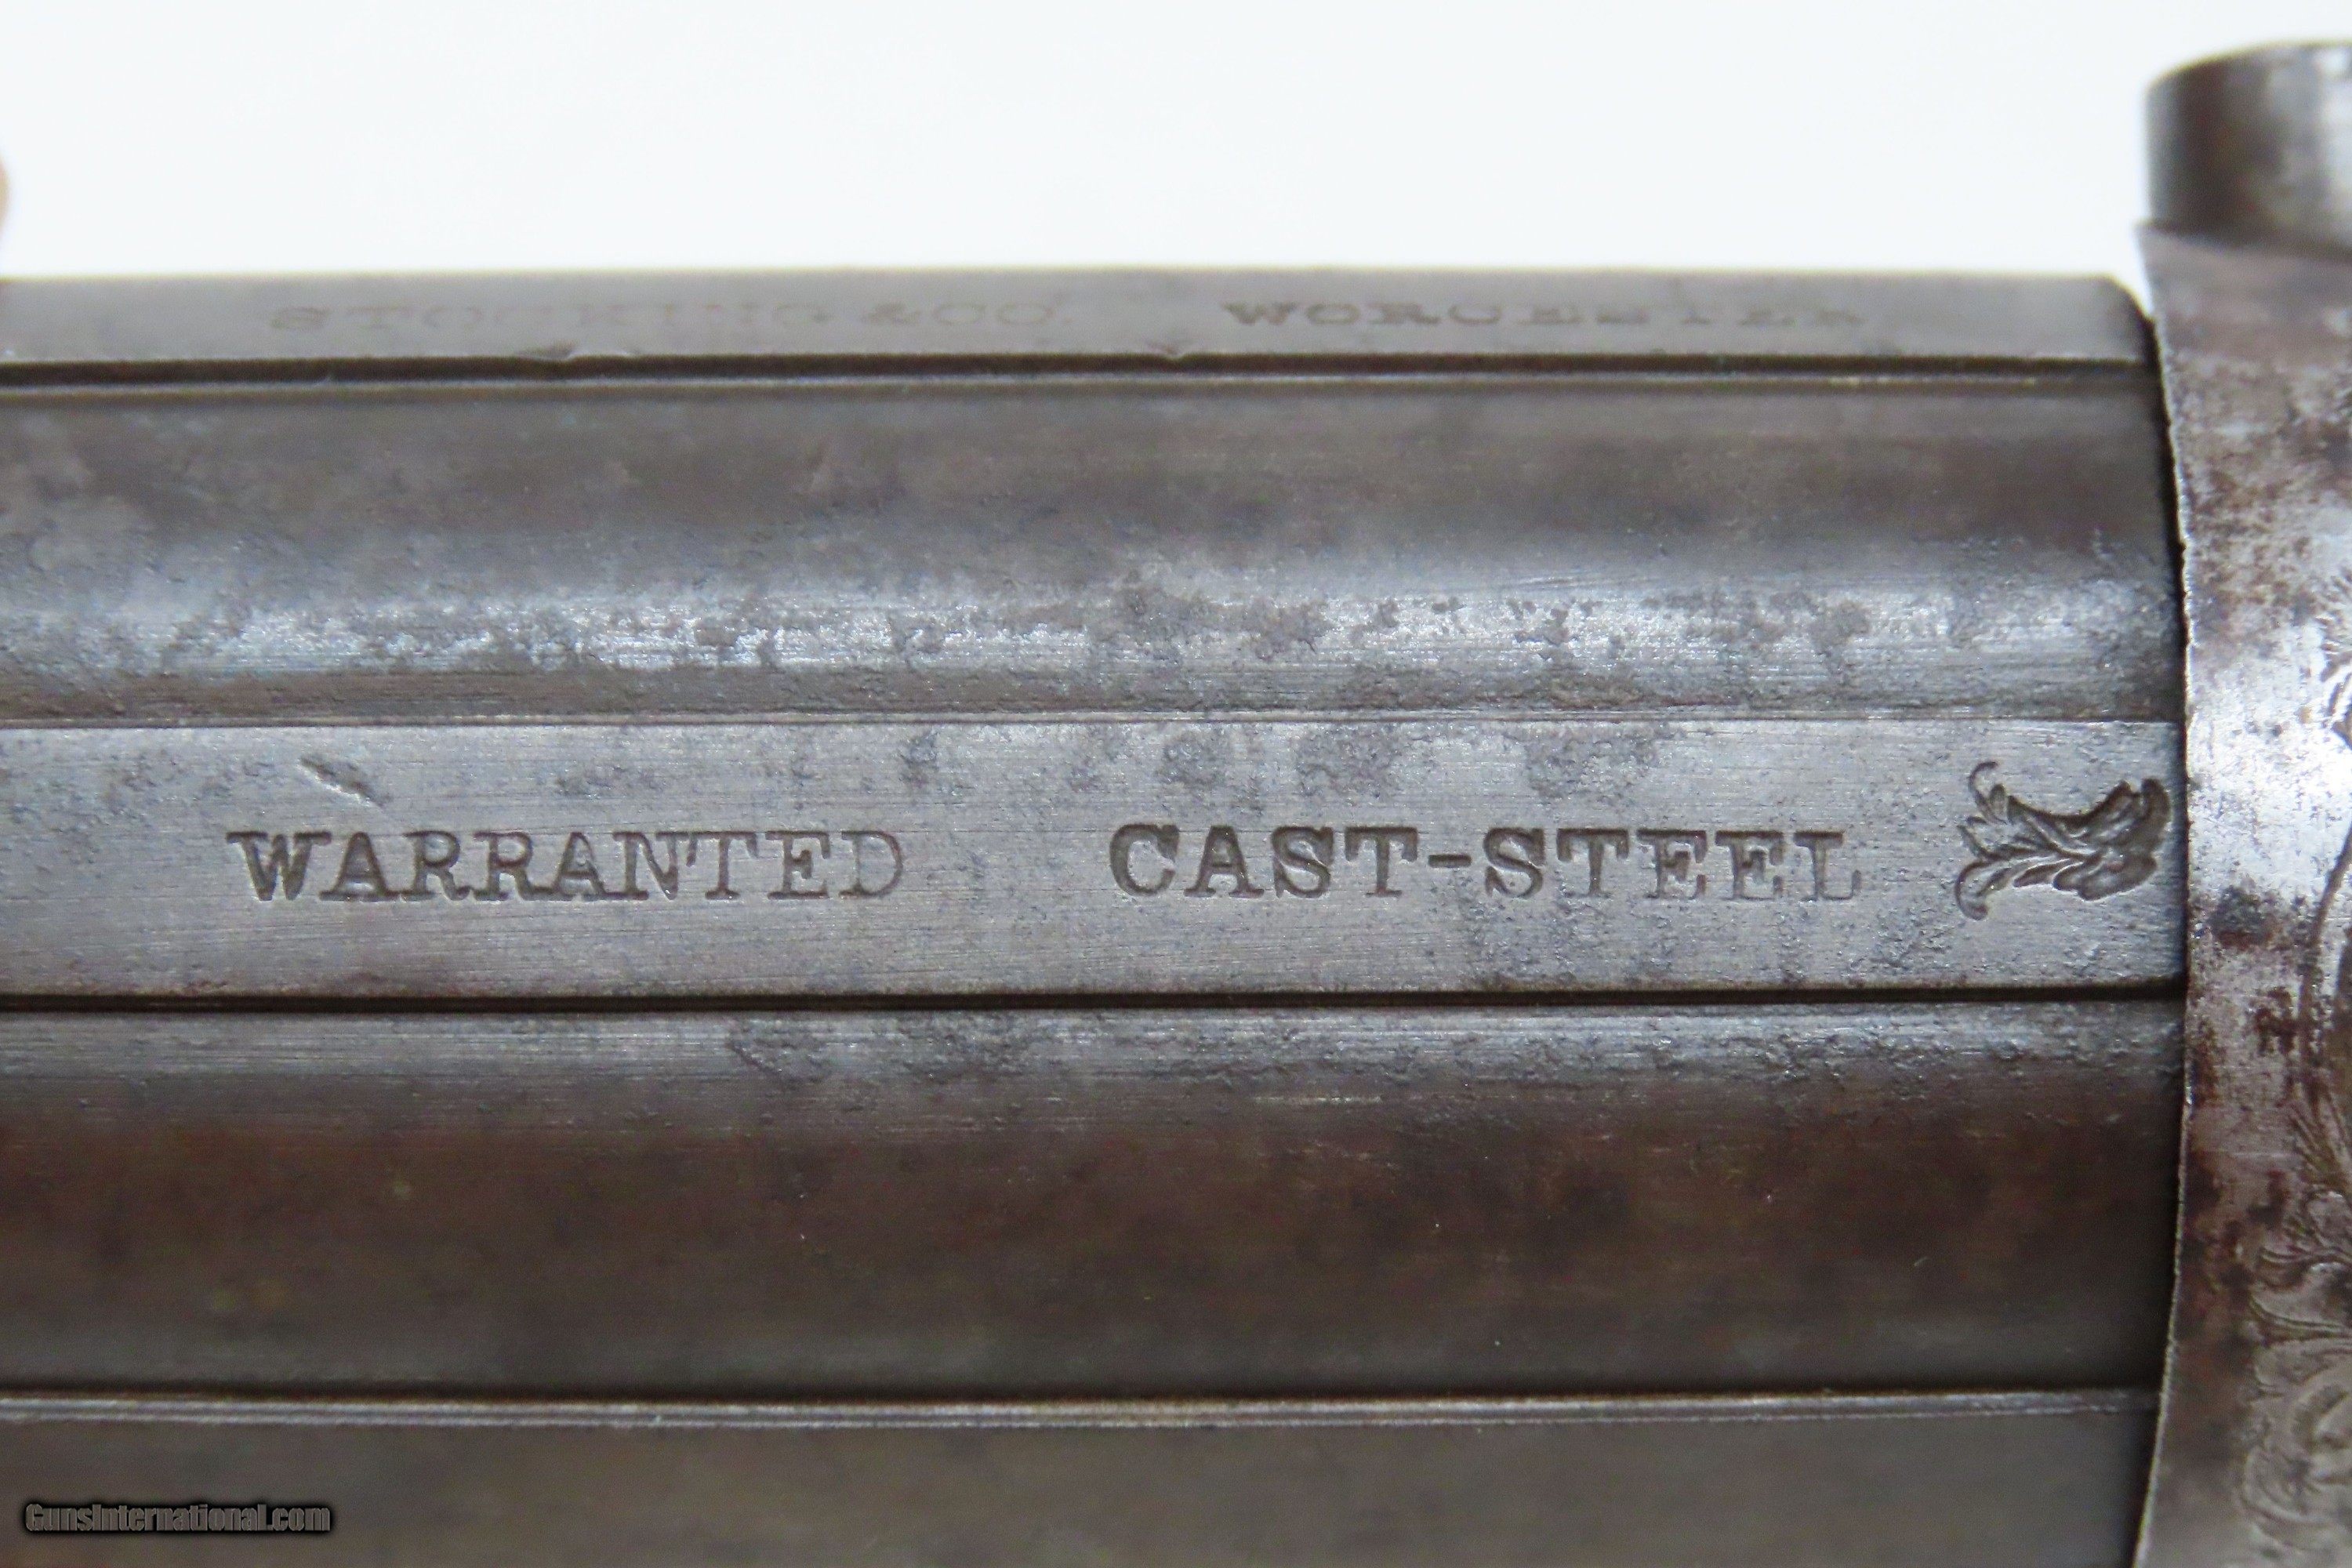 STOCKING & CO. WORCESTER
WARRANTED CAST-STEEL
GunsInternational.com